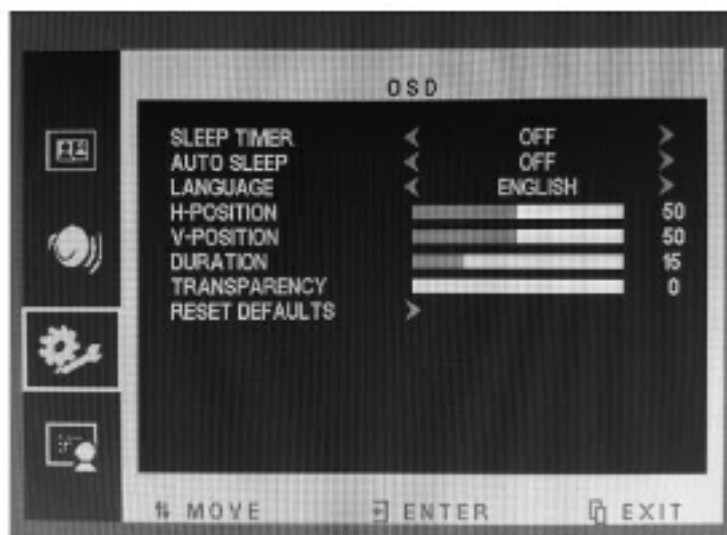 OSD
SLEEP TIMER < OFF >
AUTO SLEEP < OFF >
LANGUAGE < ENGLISH >
H-POSITION 50
V-POSITION 50
DURATION 15
TRANSPARENCY 0
RESET DEFAULTS >
MOVE ENTER EXIT